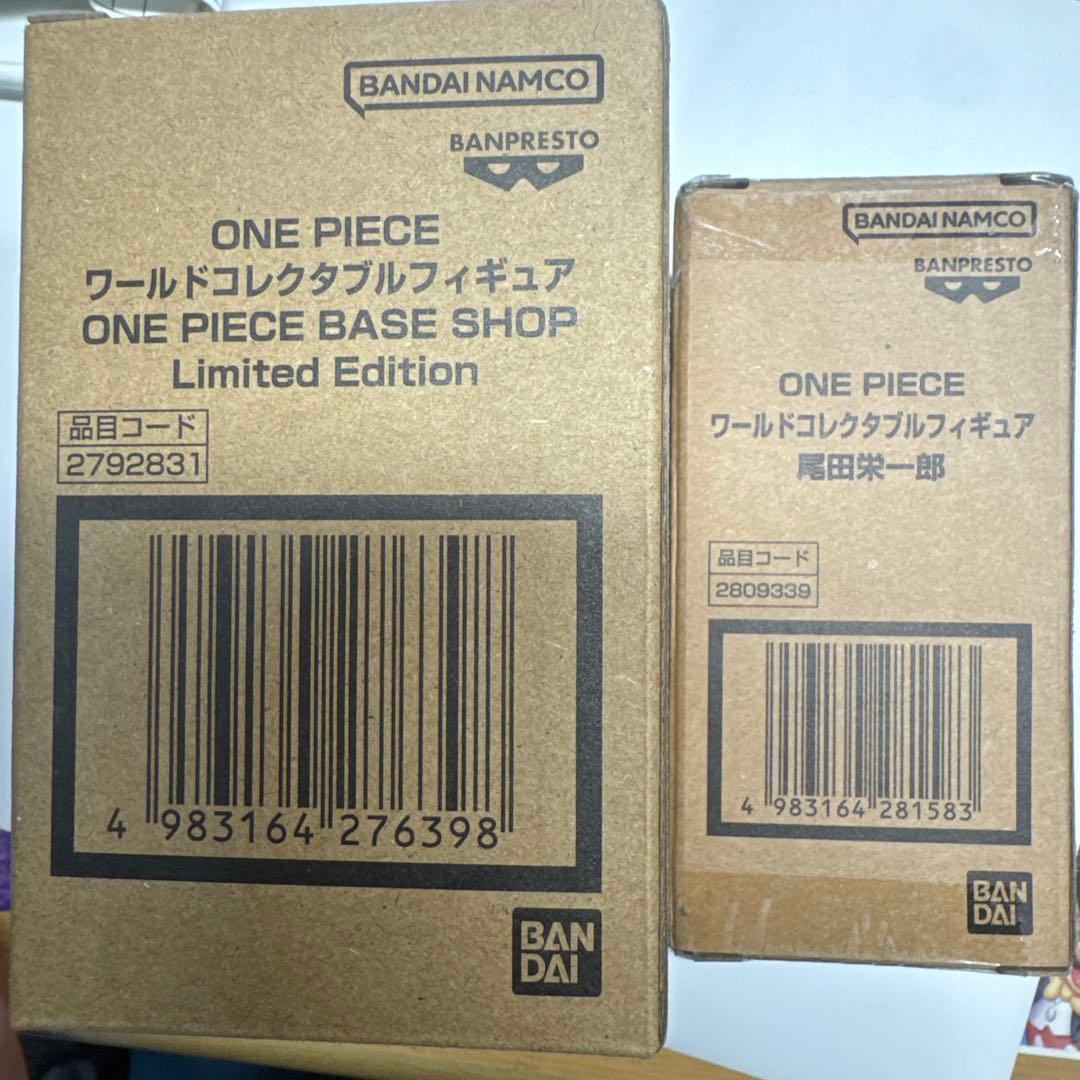 BANDAI NAMCO
BANPRESTO
ONE PIECE
ワールドコレクタブルフィギュア
ONE PIECE BASE SHOP
Limited Edition
品目コード
2792831
4 983164 276398
BAN
DAI
BANDAI NAMCO
BANPRESTO
ONE PIECE
ワールドコレクタブルフィギュア
尾田栄一郎
品目コード
2809339
4 983164 281583
BAN
DAI